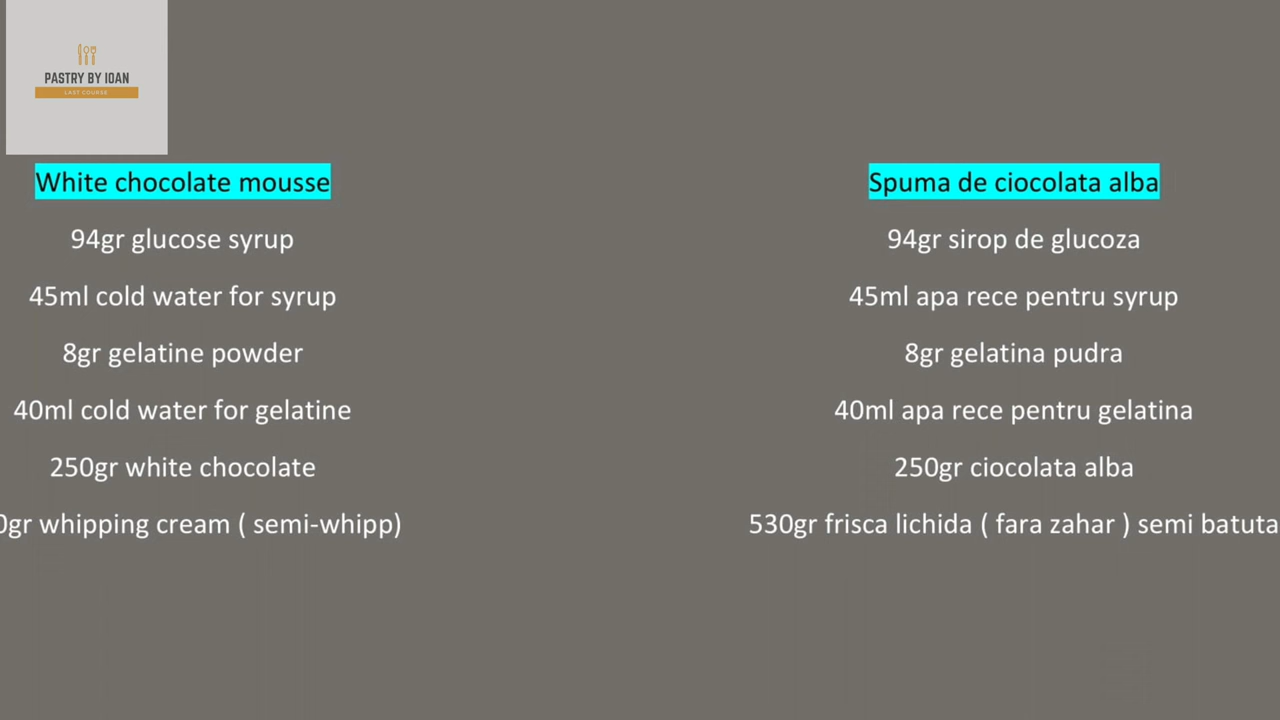 PASTRY BY IOAN
LAST COURSE
White chocolate mousse
94gr glucose syrup
45ml cold water for syrup
8gr gelatine powder
40ml cold water for gelatine
250gr white chocolate
0gr whipping cream ( semi-whipp)
Spuma de ciocolata alba
94gr sirop de glucoza
45ml apa rece pentru syrup
8gr gelatina pudra
40ml apa rece pentru gelatina
250gr ciocolata alba
530gr frisca lichida ( fara zahar ) semi batuta